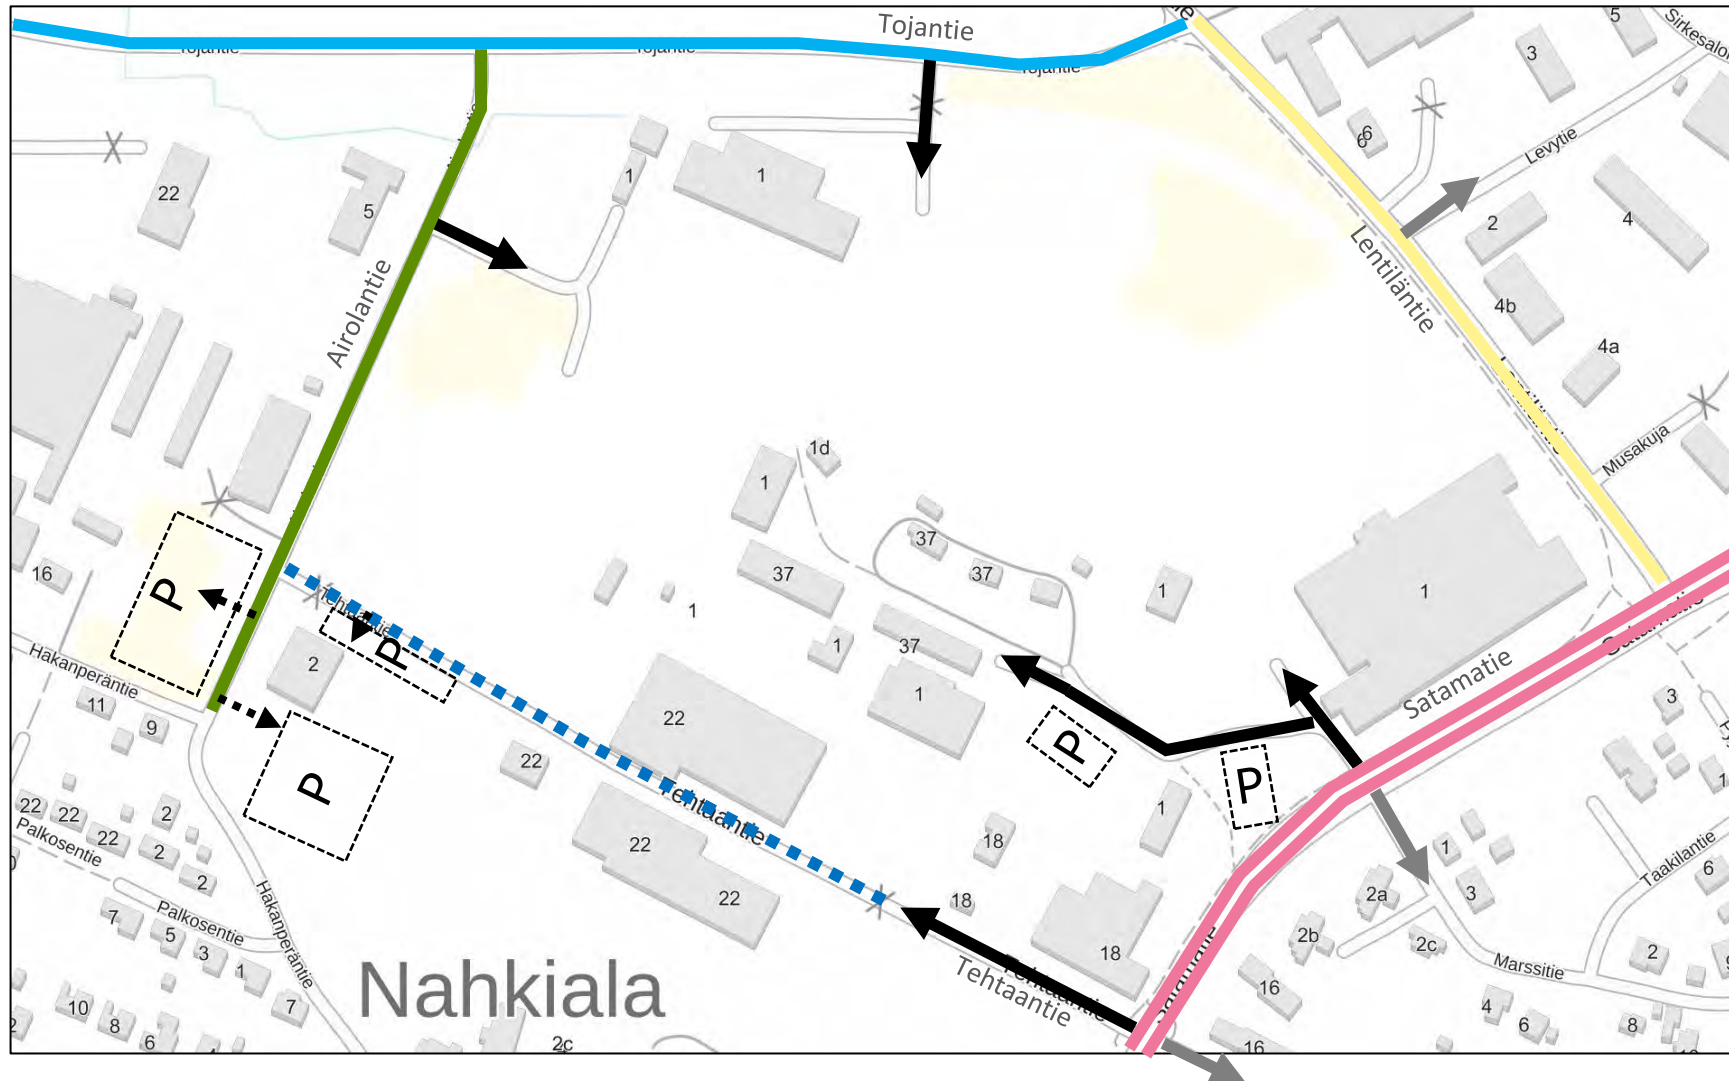 Tojantie
Tojantie
Tojantie
Tojantie
5
Sirkesalon
3
6
6
Levytie
22
5
1
1
2
4
Lentiläntie
4b
4a
Airolantie
Musakuja
1
1d
37
37
37
1
1
16
P
Tehtaantie
P
1
1
37
1
2
Hakanperäntie
11
9
22
22
P
P
P
Satamatie
Satamatie
3
22
22
22
2
2
2
Palkosentie
Tehtaantie
22
22
18
18
1
18
1
3
2a
2b
2c
Taakilantie
6
2
Marssitie
7
5
3
1
7
Palkosentie
Hakanperäntie
10
8
6
Nahkiala
2c
Tehtaantie
Tehtaantie
16
16
4
6
8